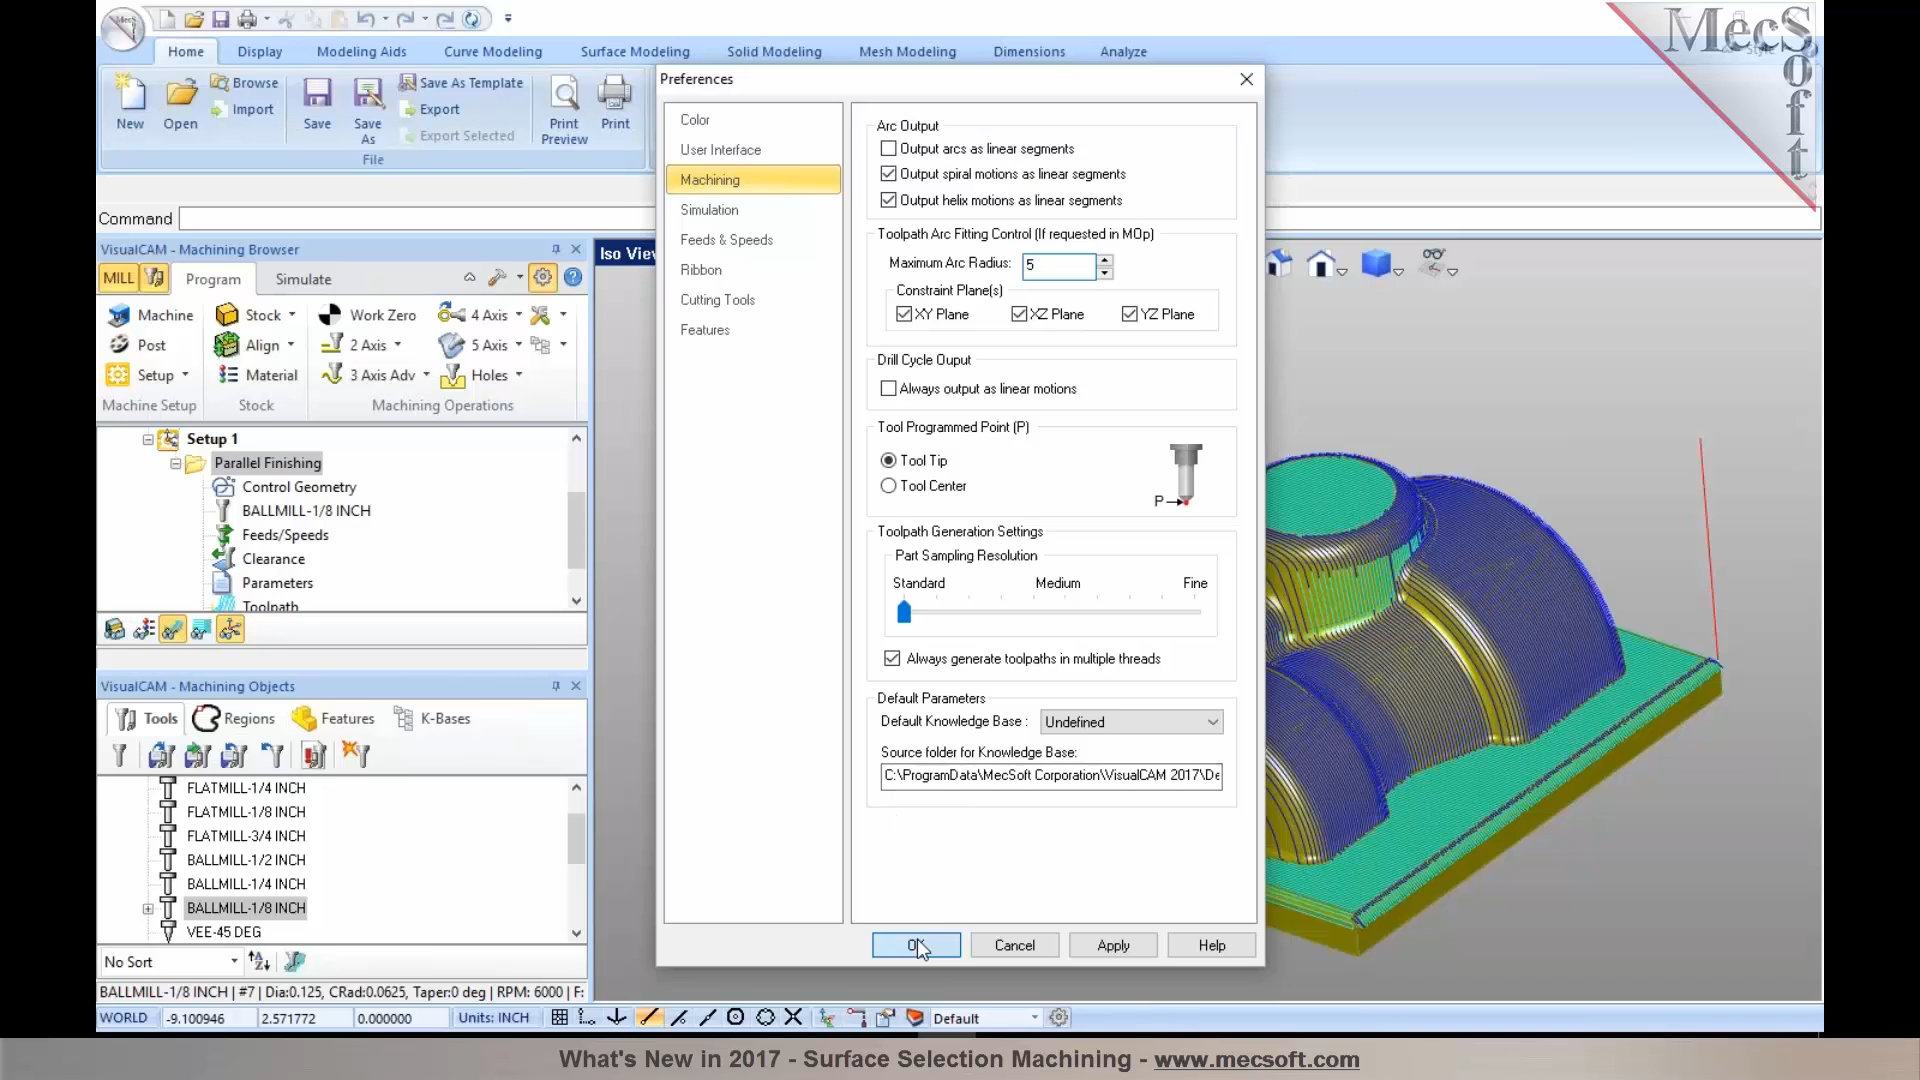 MecSoft
Home Display Modeling Aids Curve Modeling Surface Modeling Solid Modeling Mesh Modeling Dimensions Analyze
Style
New Open Browse Import Save Save As Save As Template Export Export Selected Print Preview Print
File
Command
VisualCAM - Machining Browser
MILL Program Simulate
Machine Stock Work Zero 4 Axis
Post Align 2 Axis 5 Axis
Setup Material 3 Axis Adv Holes
Machine Setup Stock Machining Operations
Setup 1
Parallel Finishing
Control Geometry
BALLMILL-1/8 INCH
Feeds/Speeds
Clearance
Parameters
Toolpath
VisualCAM - Machining Objects
Tools Regions Features K-Bases
FLATMILL-1/4 INCH
FLATMILL-1/8 INCH
FLATMILL-3/4 INCH
BALLMILL-1/2 INCH
BALLMILL-1/4 INCH
BALLMILL-1/8 INCH
VEE-45 DEG
No Sort
BALLMILL-1/8 INCH | #7 | Dia:0.125, CRad:0.0625, Taper:0 deg | RPM: 6000 | F:
WORLD -9.100946 2.571772 0.000000 Units: INCH Default
Iso View
Preferences
Color
User Interface
Machining
Simulation
Feeds & Speeds
Ribbon
Cutting Tools
Features
Arc Output
Output arcs as linear segments
Output spiral motions as linear segments
Output helix motions as linear segments
Toolpath Arc Fitting Control (If requested in MOp)
Maximum Arc Radius: 5
Constraint Plane(s)
XY Plane XZ Plane YZ Plane
Drill Cycle Ouput
Always output as linear motions
Tool Programmed Point (P)
Tool Tip
Tool Center
P
Toolpath Generation Settings
Part Sampling Resolution
Standard Medium Fine
Always generate toolpaths in multiple threads
Default Parameters
Default Knowledge Base : Undefined
Source folder for Knowledge Base:
C:\ProgramData\MecSoft Corporation\VisualCAM 2017\De
OK Cancel Apply Help
What's New in 2017 - Surface Selection Machining - www.mecsoft.com